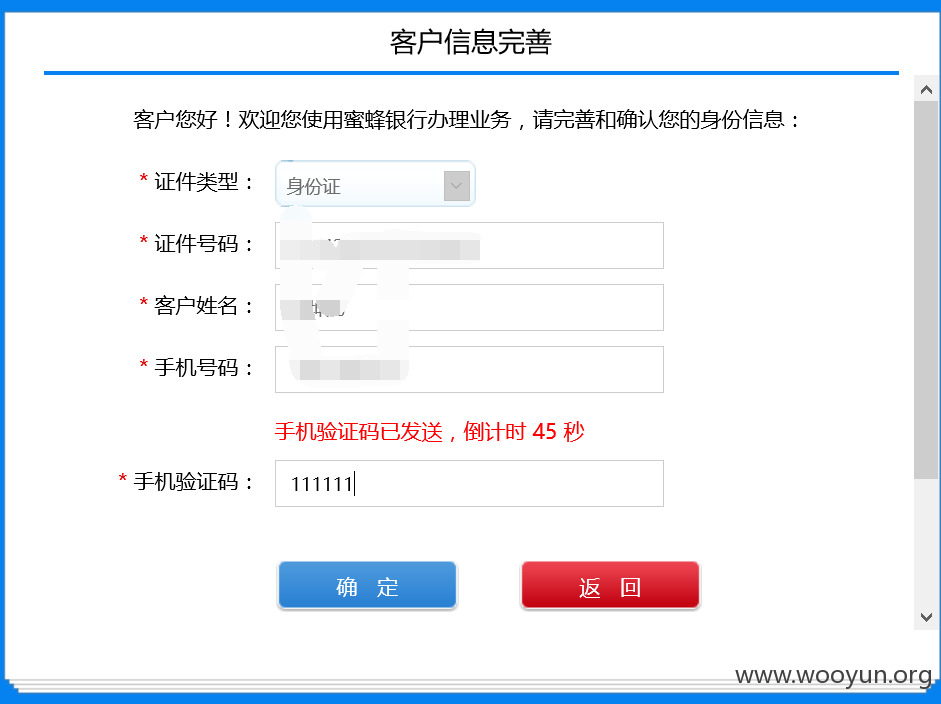 客户信息完善
客户您好！欢迎您使用蜜蜂银行办理业务，请完善和确认您的身份信息：
* 证件类型： 身份证
* 证件号码：
* 客户姓名：
* 手机号码：
手机验证码已发送，倒计时 45 秒
* 手机验证码： 111111
确 定 返 回
www.wooyun.org